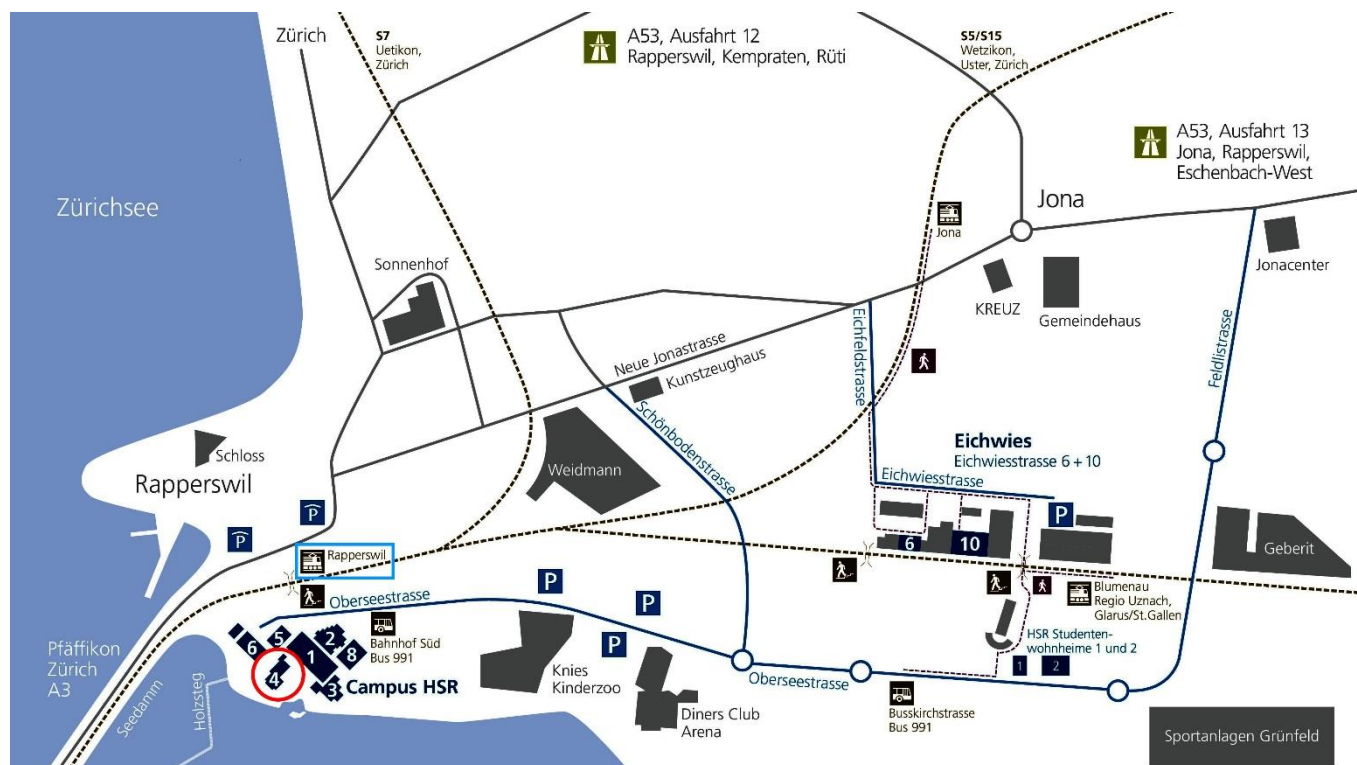 Zürich
S7
Uetikon,
Zürich
A53, Ausfahrt 12
Rapperswil, Kempraten, Rüti
S5/S15
Wetzikon,
Uster, Zürich
A53, Ausfahrt 13
Jona, Rapperswil,
Eschenbach-West
Zürichsee
Jona
Jona
Jonacenter
Sonnenhof
KREUZ
Gemeindehaus
Neue Jonastrasse
Kunstzeughaus
Eichfeldstrasse
Feldlistrasse
Schönbodenstrasse
Schloss
Rapperswil
Weidmann
Eichwies
Eichwiesstrasse 6 + 10
Eichwiesstrasse
P
P
P
6
10
Geberit
Rapperswil
Oberseestrasse
P
P
P
Blumenau
Regio Uznach,
Glarus/St.Gallen
Bahnhof Süd
Bus 991
6
5
1
2
8
4
3
Campus HSR
Pfäffikon
Zürich
A3
Seedamm
Holzsteg
Knies
Kinderzoo
Diners Club
Arena
Oberseestrasse
HSR Studenten-
wohnheime 1 und 2
1
2
Busskirchstrasse
Bus 991
Sportanlagen Grünfeld